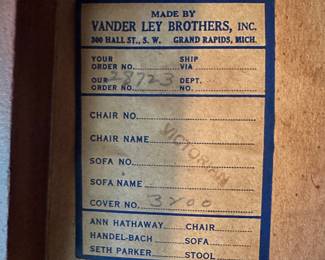 MADE BY
VANDER LEY BROTHERS, INC.
300 HALL ST., S. W. GRAND RAPIDS, MICH.
YOUR SHIP
ORDER NO. VIA
OUR 28723 DEPT.
ORDER NO. NO.
CHAIR NO.
CHAIR NAME
VICTORIAN
SOFA NO.
SOFA NAME
COVER NO. 3400
ANN HATHAWAY CHAIR
HANDEL-BACH SOFA
SETH PARKER STOOL